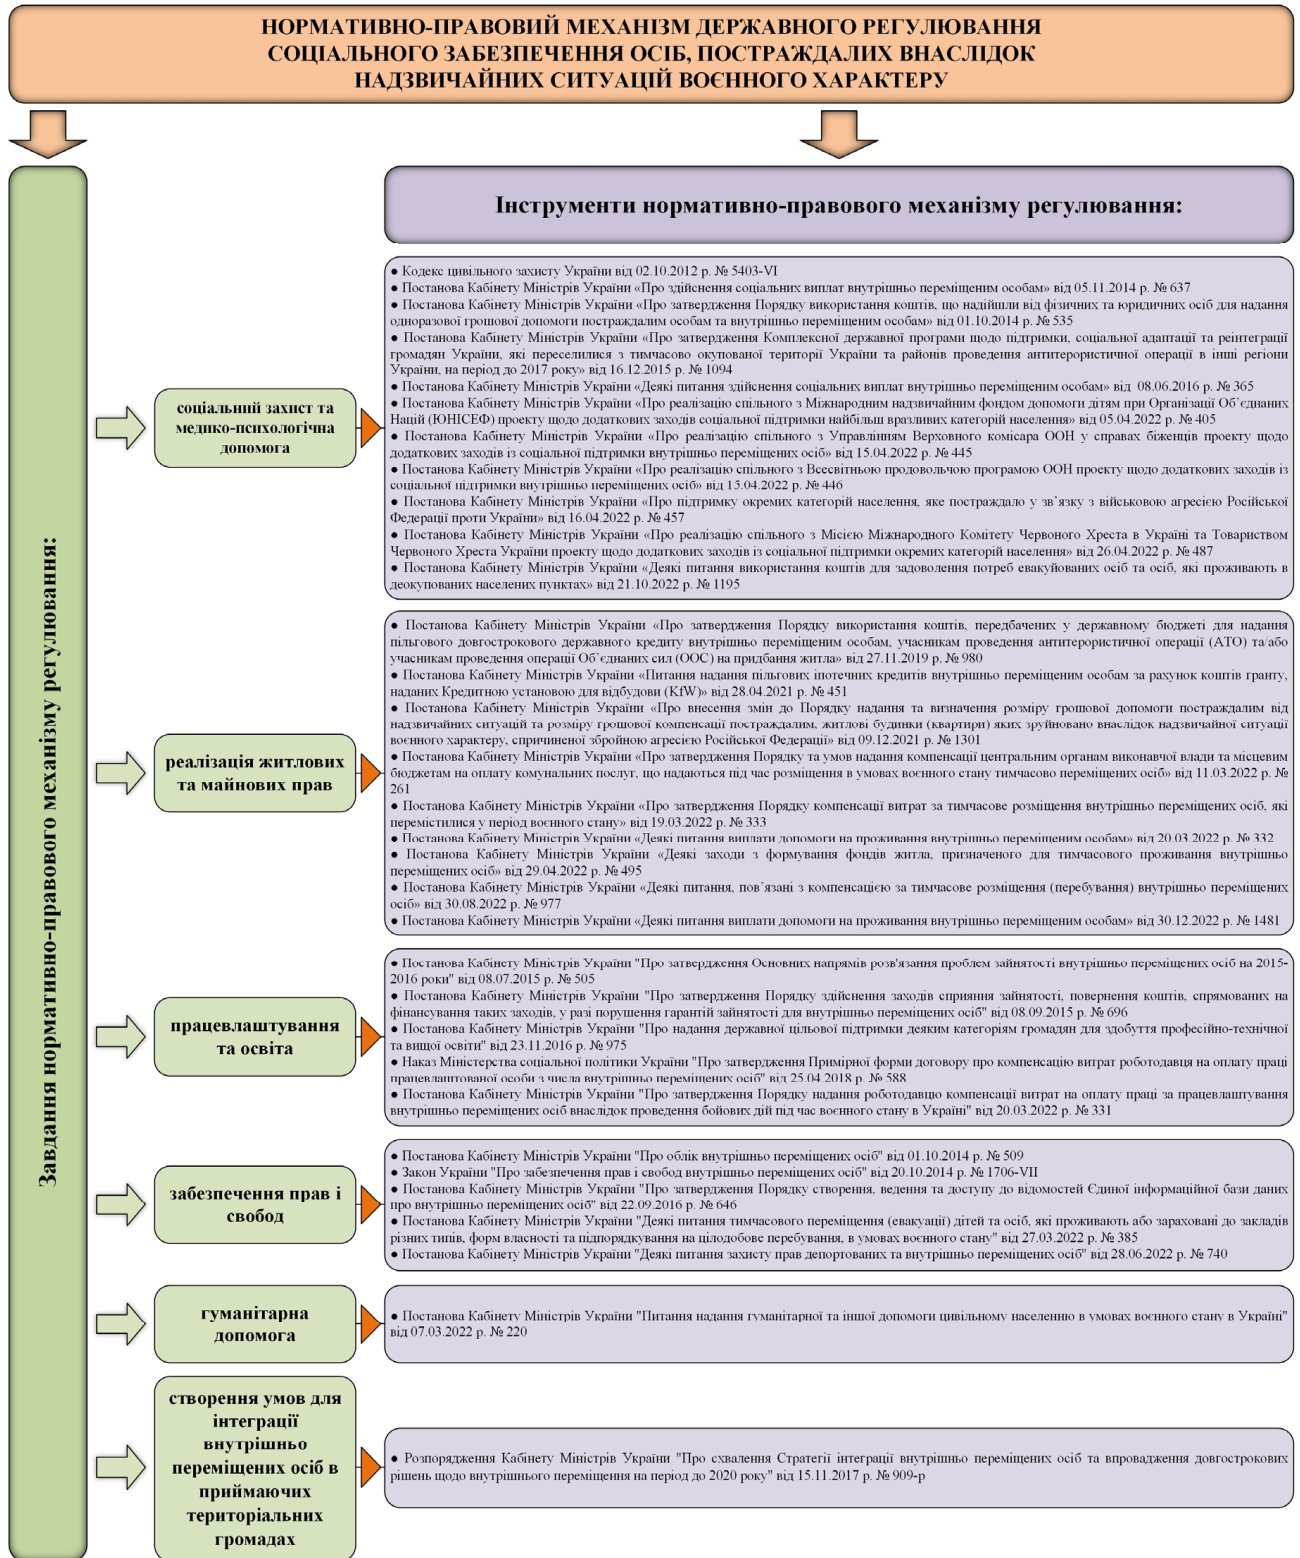 НОРМАТИВНО-ПРАВОВИЙ МЕХАНІЗМ ДЕРЖАВНОГО РЕГУЛЮВАННЯ
СОЦІАЛЬНОГО ЗАБЕЗПЕЧЕННЯ ОСІБ, ПОСТРАЖДАЛИХ ВНАСЛІДОК
НАДЗВИЧАЙНИХ СИТУАЦІЙ ВОЄННОГО ХАРАКТЕРУ
Завдання нормативно-правового механізму регулювання:
Інструменти нормативно-правового механізму регулювання:
соціальний захист та
медико-психологічна
допомога
● Кодекс цивільного захисту України від 02.10.2012 р. № 5403-VI
● Постанова Кабінету Міністрів України «Про здійснення соціальних виплат внутрішньо переміщеним особам» від 05.11.2014 р. № 637
● Постанова Кабінету Міністрів України «Про затвердження Порядку використання коштів, що надійшли від фізичних та юридичних осіб для надання
одноразової грошової допомоги постраждалим особам та внутрішньо переміщеним особам» від 01.10.2014 р. № 535
● Постанова Кабінету Міністрів України «Про затвердження Комплексної державної програми щодо підтримки, соціальної адаптації та реінтеграції
громадян України, які переселилися з тимчасово окупованої території України та районів проведення антитерористичної операції в інші регіони
України, на період до 2017 року» від 16.12.2015 р. № 1094
● Постанова Кабінету Міністрів України «Деякі питання здійснення соціальних виплат внутрішньо переміщеним особам» від 08.06.2016 р. № 365
● Постанова Кабінету Міністрів України «Про реалізацію спільного з Міжнародним надзвичайним фондом допомоги дітям при Організації Об’єднаних
Націй (ЮНІСЕФ) проекту щодо додаткових заходів соціальної підтримки найбільш вразливих категорій населення» від 05.04.2022 р. № 405
● Постанова Кабінету Міністрів України «Про реалізацію спільного з Управлінням Верховного комісара ООН у справах біженців проекту щодо
додаткових заходів із соціальної підтримки внутрішньо переміщених осіб» від 15.04.2022 р. № 445
● Постанова Кабінету Міністрів України «Про реалізацію спільного з Всесвітньою продовольчою програмою ООН проекту щодо додаткових заходів із
соціальної підтримки внутрішньо переміщених осіб» від 15.04.2022 р. № 446
● Постанова Кабінету Міністрів України «Про підтримку окремих категорій населення, яке постраждало у зв’язку з військовою агресією Російської
Федерації проти України» від 16.04.2022 р. № 457
● Постанова Кабінету Міністрів України «Про реалізацію спільного з Місією Міжнародного Комітету Червоного Хреста в Україні та Товариством
Червоного Хреста України проекту щодо додаткових заходів із соціальної підтримки окремих категорій населення» від 26.04.2022 р. № 487
● Постанова Кабінету Міністрів України «Деякі питання використання коштів для задоволення потреб евакуйованих осіб та осіб, які проживають в
деокупованих населених пунктах» від 21.10.2022 р. № 1195
реалізація житлових
та майнових прав
● Постанова Кабінету Міністрів України «Про затвердження Порядку використання коштів, передбачених у державному бюджеті для надання
пільгового довгострокового державного кредиту внутрішньо переміщеним особам, учасникам проведення антитерористичної операції (АТО) та/або
учасникам проведення операції Об’єднаних сил (ООС) на придбання житла» від 27.11.2019 р. № 980
● Постанова Кабінету Міністрів України «Питання надання пільгових іпотечних кредитів внутрішньо переміщеним особам за рахунок коштів гранту,
наданих Кредитною установою для відбудови (KfW)» від 28.04.2021 р. № 451
● Постанова Кабінету Міністрів України «Про внесення змін до Порядку надання та визначення розміру грошової допомоги постраждалим від
надзвичайних ситуацій та розміру грошової компенсації постраждалим, житлові будинки (квартири) яких зруйновано внаслідок надзвичайної ситуації
воєнного характеру, спричиненої збройною агресією Російської Федерації» від 09.12.2021 р. № 1301
● Постанова Кабінету Міністрів України «Про затвердження Порядку та умов надання компенсації центральним органам виконавчої влади та місцевим
бюджетам на оплату комунальних послуг, що надаються під час розміщення в умовах воєнного стану тимчасово переміщених осіб» від 11.03.2022 р. №
261
● Постанова Кабінету Міністрів України «Про затвердження Порядку компенсації витрат за тимчасове розміщення внутрішньо переміщених осіб, які
перемістилися у період воєнного стану» від 19.03.2022 р. № 333
● Постанова Кабінету Міністрів України «Деякі питання виплати допомоги на проживання внутрішньо переміщеним особам» від 20.03.2022 р. № 332
● Постанова Кабінету Міністрів України «Деякі заходи з формування фондів житла, призначеного для тимчасового проживання внутрішньо
переміщених осіб» від 29.04.2022 р. № 495
● Постанова Кабінету Міністрів України «Деякі питання, пов’язані з компенсацією за тимчасове розміщення (перебування) внутрішньо переміщених
осіб» від 30.08.2022 р. № 977
● Постанова Кабінету Міністрів України «Деякі питання виплати допомоги на проживання внутрішньо переміщеним особам» від 30.12.2022 р. № 1481
працевлаштування
та освіта
● Постанова Кабінету Міністрів України "Про затвердження Основних напрямів розв'язання проблем зайнятості внутрішньо переміщених осіб на 2015-
2016 роки" від 08.07.2015 р. № 505
● Постанова Кабінету Міністрів України "Про затвердження Порядку здійснення заходів сприяння зайнятості, повернення коштів, спрямованих на
фінансування таких заходів, у разі порушення гарантій зайнятості для внутрішньо переміщених осіб" від 08.09.2015 р. № 696
● Постанова Кабінету Міністрів України "Про надання державної цільової підтримки деяким категоріям громадян для здобуття професійно-технічної
та вищої освіти" від 23.11.2016 р. № 975
● Наказ Міністерства соціальної політики України "Про затвердження Примірної форми договору про компенсацію витрат роботодавця на оплату праці
працевлаштованої особи з числа внутрішньо переміщених осіб" від 25.04.2018 р. № 588
● Постанова Кабінету Міністрів України "Про затвердження Порядку надання роботодавцю компенсації витрат на оплату праці за працевлаштування
внутрішньо переміщених осіб внаслідок проведення бойових дій під час воєнного стану в Україні" від 20.03.2022 р. № 331
забезпечення прав і
свобод
● Постанова Кабінету Міністрів України "Про облік внутрішньо переміщених осіб" від 01.10.2014 р. № 509
● Закон України "Про забезпечення прав і свобод внутрішньо переміщених осіб" від 20.10.2014 р. № 1706-VII
● Постанова Кабінету Міністрів України "Про затвердження Порядку створення, ведення та доступу до відомостей Єдиної інформаційної бази даних
про внутрішньо переміщених осіб" від 22.09.2016 р. № 646
● Постанова Кабінету Міністрів України "Деякі питання тимчасового переміщення (евакуації) дітей та осіб, які проживають або зараховані до закладів
різних типів, форм власності та підпорядкування на цілодобове перебування, в умовах воєнного стану" від 27.03.2022 р. № 385
● Постанова Кабінету Міністрів України "Деякі питання захисту прав депортованих та внутрішньо переміщених осіб" від 28.06.2022 р. № 740
гуманітарна
допомога
● Постанова Кабінету Міністрів України "Питання надання гуманітарної та іншої допомоги цивільному населенню в умовах воєнного стану в Україні"
від 07.03.2022 р. № 220
створення умов для
інтеграції
внутрішньо
переміщених осіб в
приймаючих
територіальних
громадах
● Розпорядження Кабінету Міністрів України "Про схвалення Стратегії інтеграції внутрішньо переміщених осіб та впровадження довгострокових
рішень щодо внутрішнього переміщення на період до 2020 року" від 15.11.2017 р. № 909-р